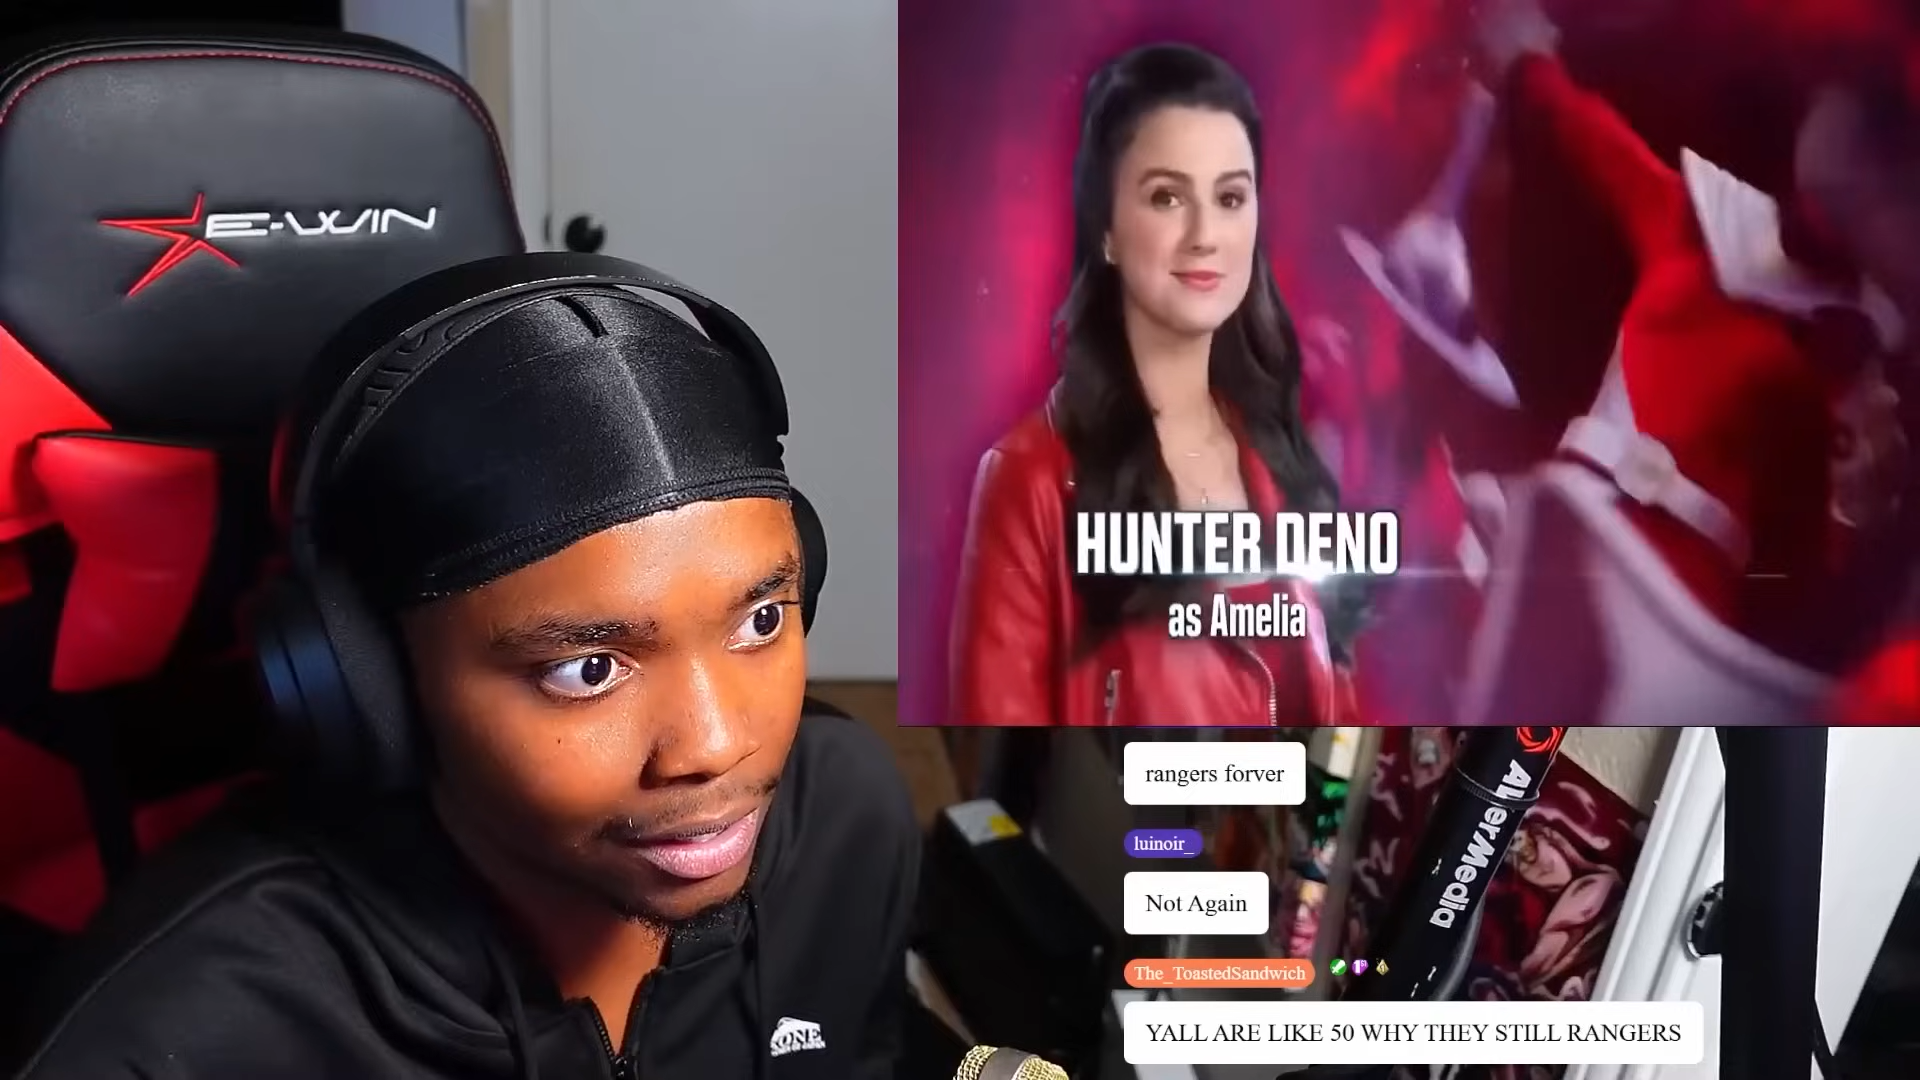 E-WIN
HUNTER DENO
as Amelia
rangers forver
luinoir_
Not Again
The_ToastedSandwich
YALL ARE LIKE 50 WHY THEY STILL RANGERS
AVerMedia